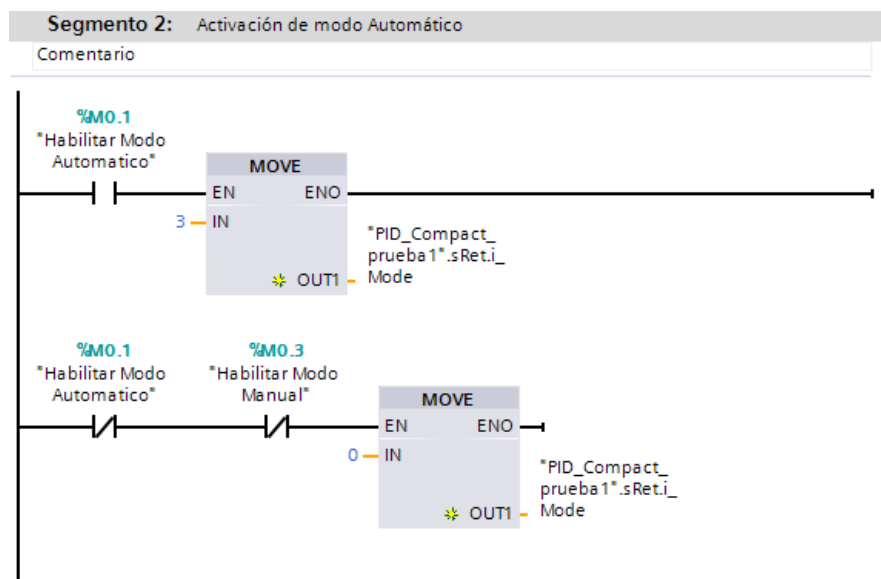 Segmento 2: Activación de modo Automático
Comentario
%M0.1
"Habilitar Modo
Automatico"
MOVE
EN ENO
3 IN
"PID_Compact_
prueba1".sRet.i_
Mode
OUT1
%M0.1
"Habilitar Modo
Automatico"
%M0.3
"Habilitar Modo
Manual"
MOVE
EN ENO
0 IN
"PID_Compact_
prueba1".sRet.i_
Mode
OUT1